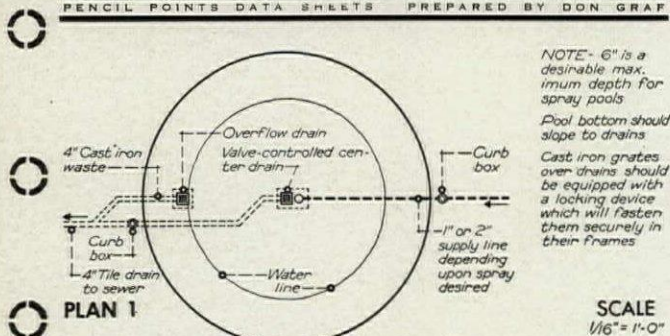 PENCIL POINTS DATA SHEETS PREPARED BY DON GRAF
NOTE- 6" is a
desirable max.
imum depth for
spray pools
Pool bottom should
slope to drains
Cast iron grates
over drains should
be equipped with
a locking device
which will fasten
them securely in
their frames
Overflow drain
4" Cast iron
waste
Valve-controlled cen-
ter drain
Curb
box
Curb
box
1" or 2"
supply line
depending
upon spray
desired
4" Tile drain
to sewer
Water
line
PLAN 1
SCALE
1/16" = 1'-0"